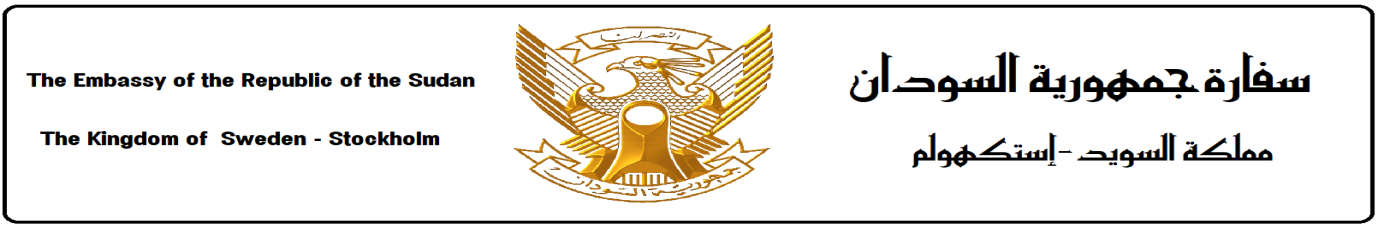 The Embassy of the Republic of the Sudan
The Kingdom of Sweden - Stockholm
النصر لنا
جمهورية السودان
سفارة جمهورية السودان
مملكة السويد -إستكهولم